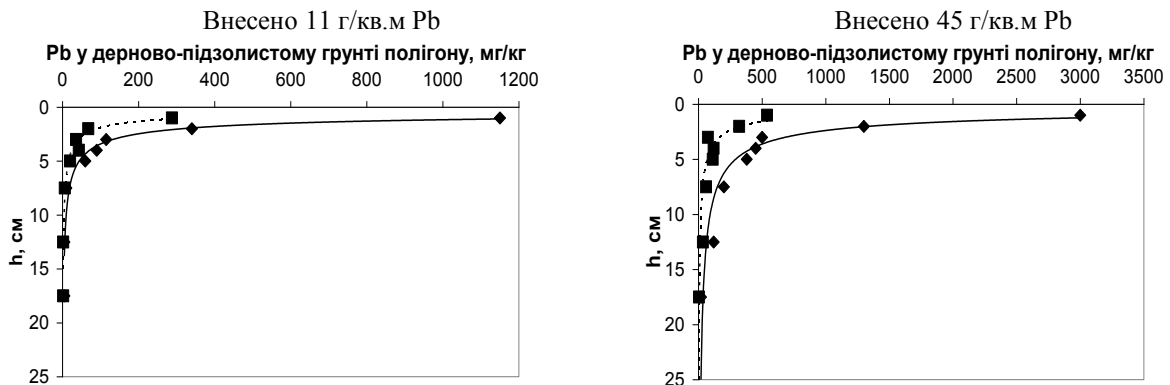 Внесено 11 г/кв.м Pb
Pb у дерново-підзолистому грунті полігону, мг/кг
0 200 400 600 800 1000 1200
0
5
10
15
20
25
h, см
Внесено 45 г/кв.м Pb
Pb у дерново-підзолистому грунті полігону, мг/кг
0 500 1000 1500 2000 2500 3000 3500
0
5
10
15
20
25
h, см